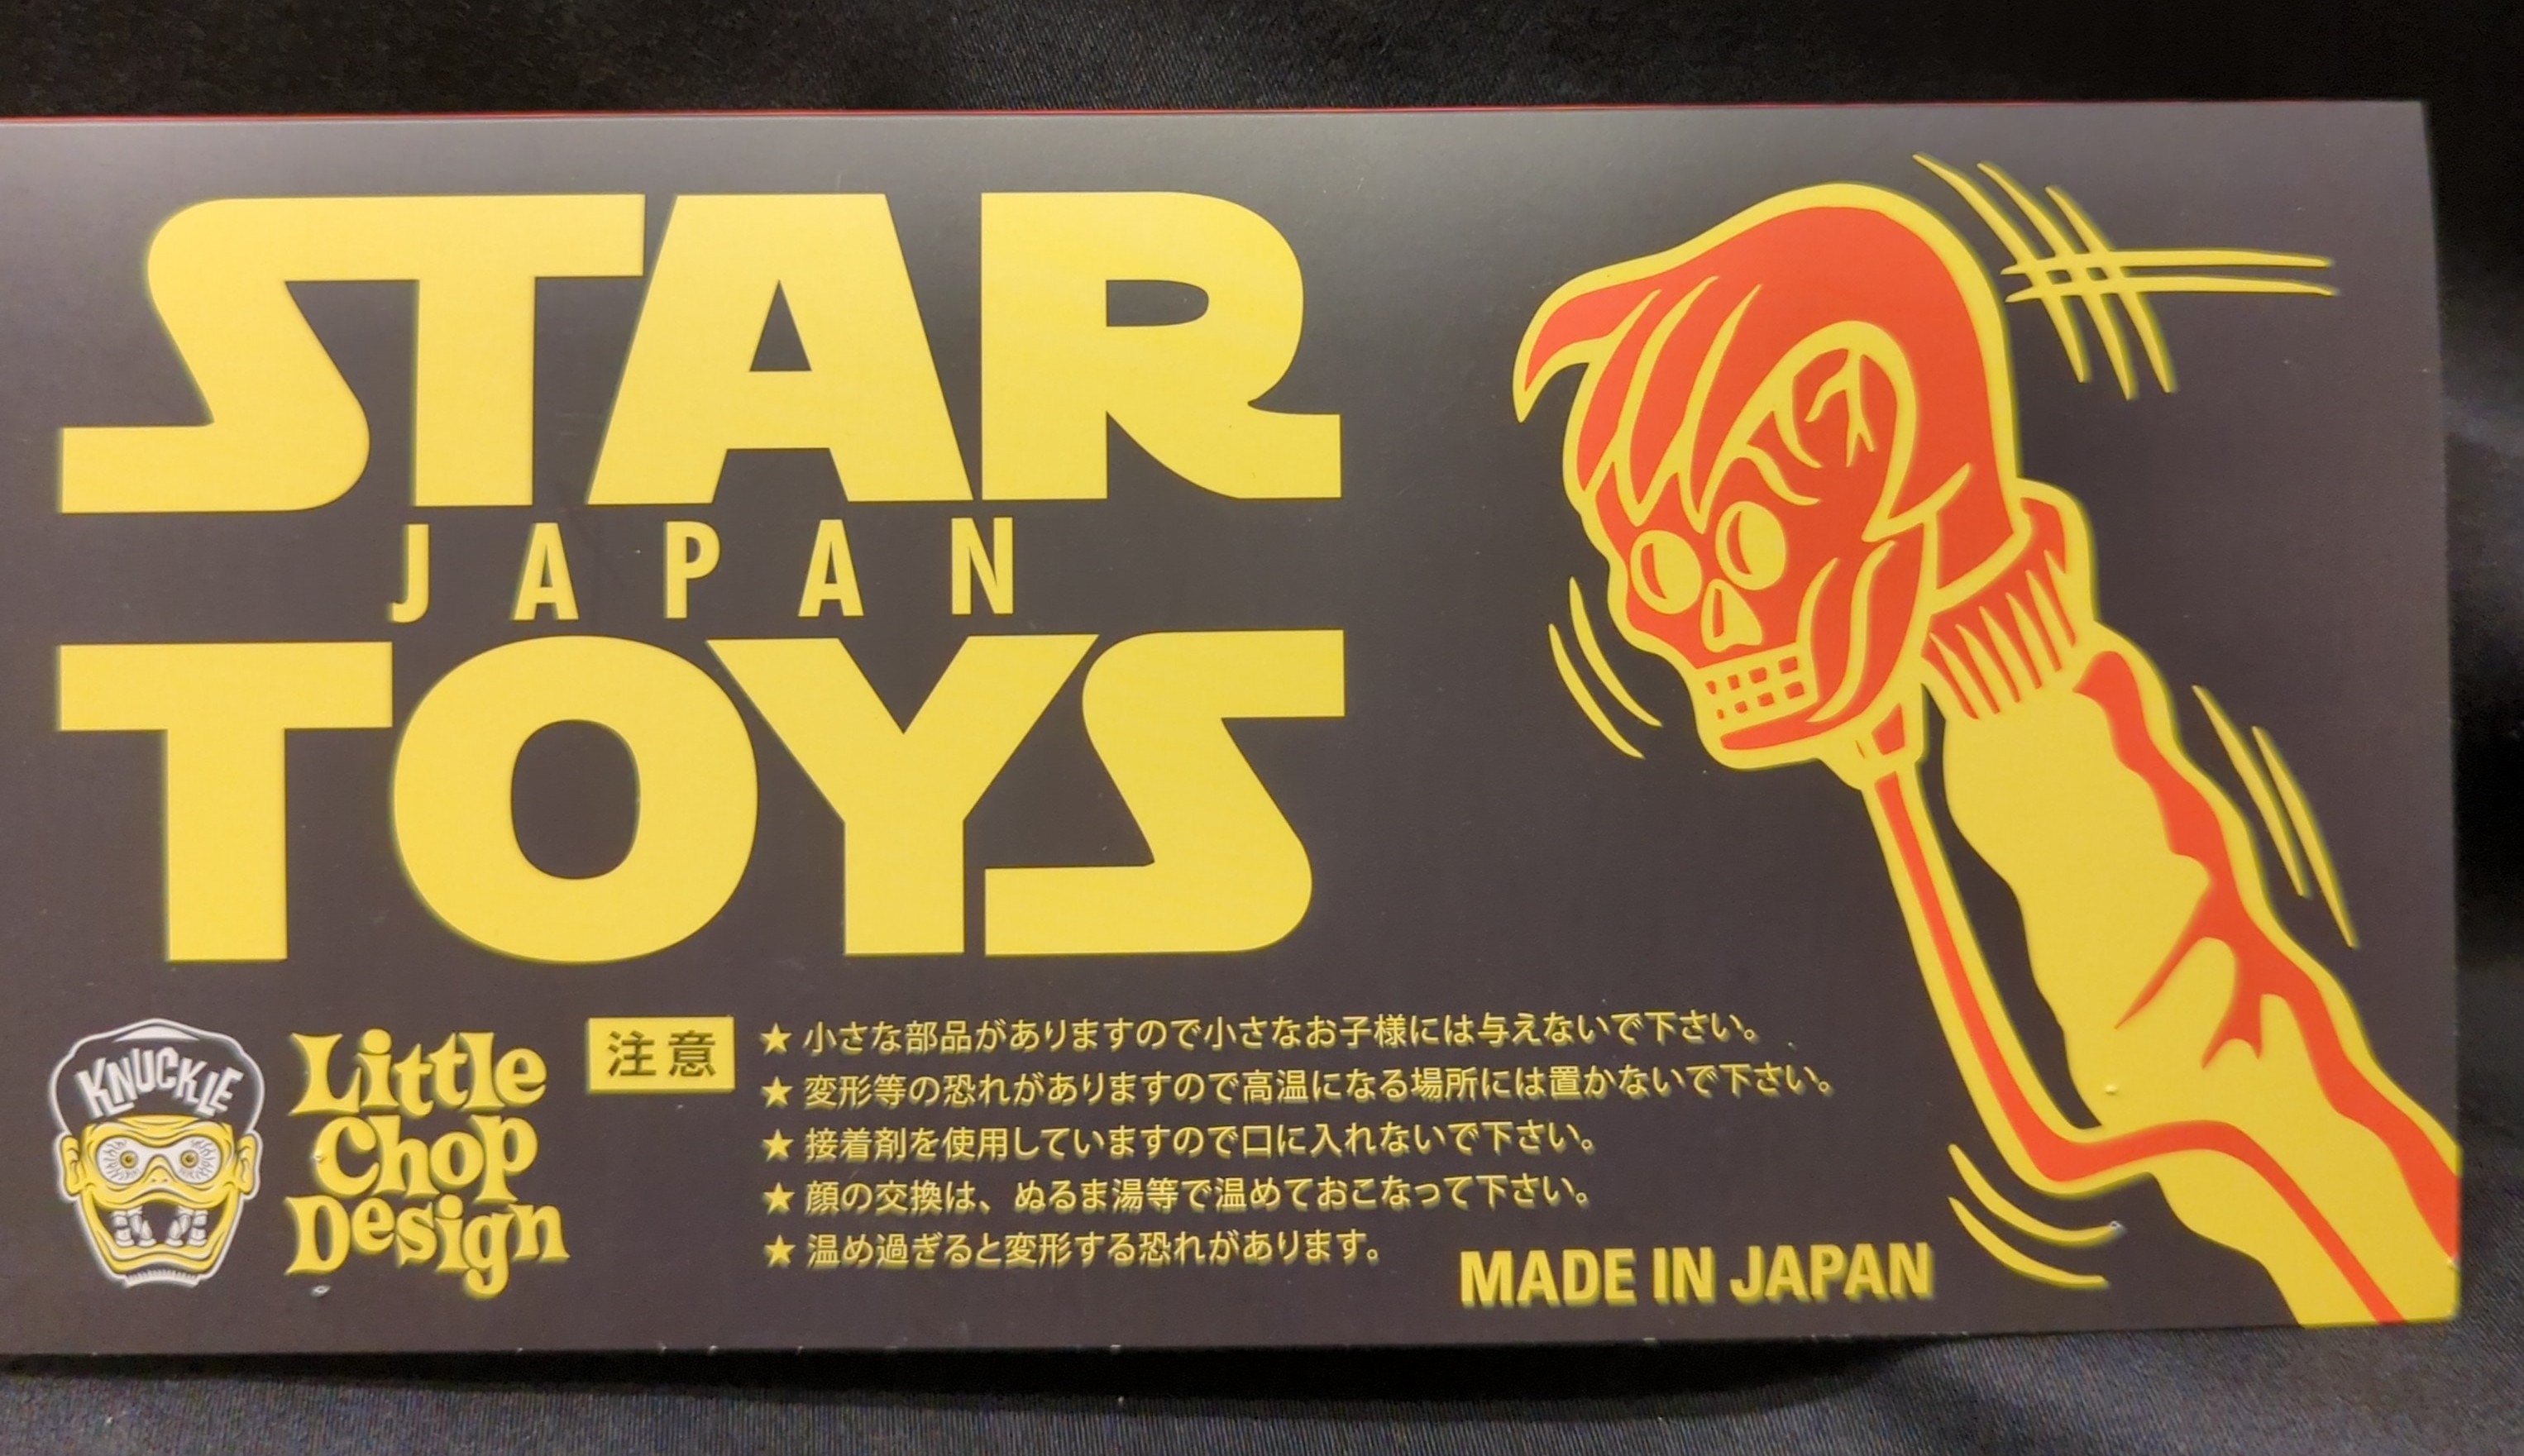 STAR
JAPAN
TOYS
KNUCKLE
Little
Chop
Design
注意
★ 小さな部品がありますので小さなお子様には与えないで下さい。
★ 変形等の恐れがありますので高温になる場所には置かないで下さい。
★ 接着剤を使用していますので口に入れないで下さい。
★ 顔の交換は、ぬるま湯等で温めておこなって下さい。
★ 温め過ぎると変形する恐れがあります。
MADE IN JAPAN